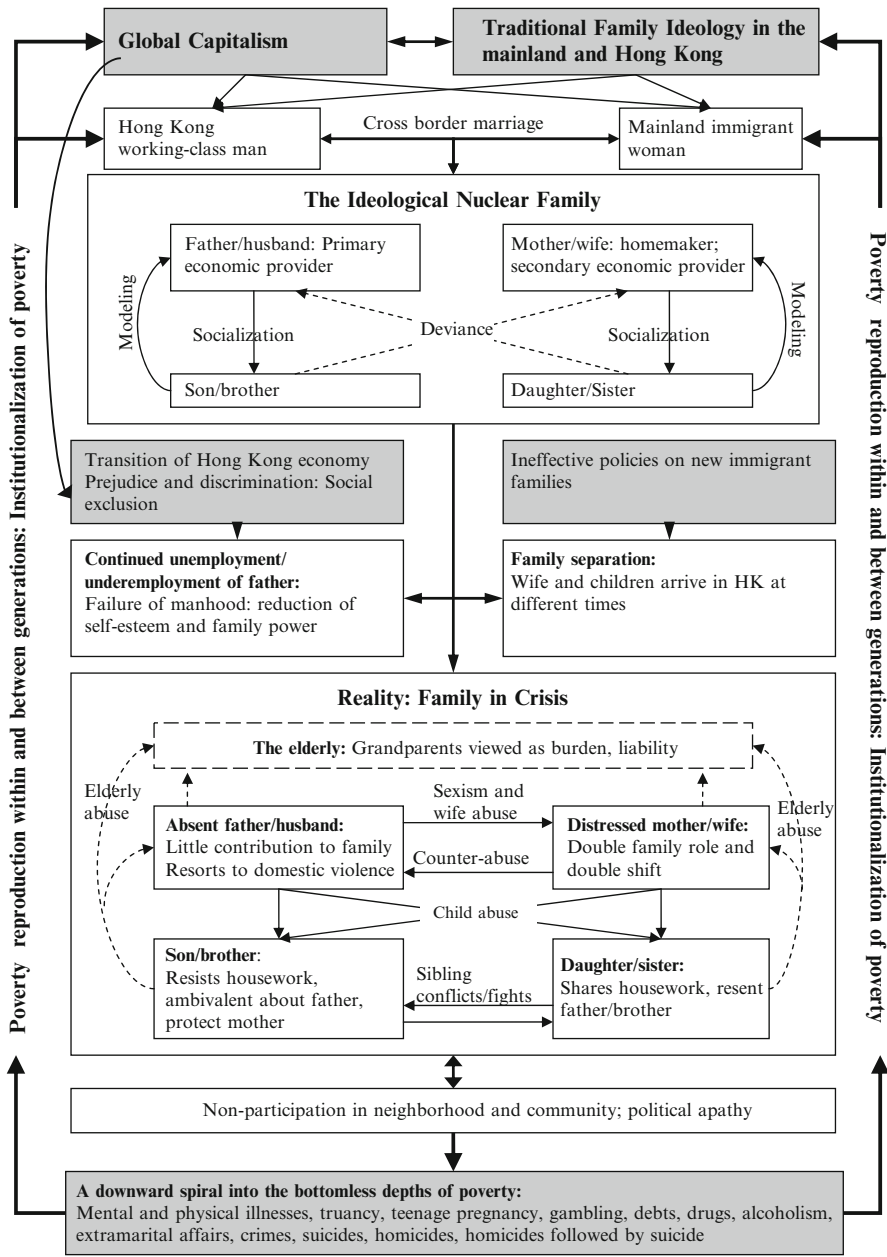 Global Capitalism
Traditional Family Ideology in the
mainland and Hong Kong
Hong Kong
working-class man
Cross border marriage
Mainland immigrant
woman
The Ideological Nuclear Family
Father/husband: Primary
economic provider
Mother/wife: homemaker;
secondary economic provider
Modeling
Socialization
Deviance
Socialization
Modeling
Son/brother
Daughter/Sister
Poverty reproduction within and between generations: Institutionalization of poverty
Poverty reproduction within and between generations: Institutionalization of poverty
Transition of Hong Kong economy
Prejudice and discrimination: Social
exclusion
Ineffective policies on new immigrant
families
Continued unemployment/
underemployment of father:
Failure of manhood: reduction of
self-esteem and family power
Family separation:
Wife and children arrive in HK at
different times
Reality: Family in Crisis
The elderly: Grandparents viewed as burden, liability
Elderly
abuse
Sexism and
wife abuse
Elderly
abuse
Absent father/husband:
Little contribution to family
Resorts to domestic violence
Counter-abuse
Distressed mother/wife:
Double family role and
double shift
Child abuse
Son/brother:
Resists housework,
ambivalent about father,
protect mother
Sibling
conflicts/fights
Daughter/sister:
Shares housework, resent
father/brother
Non-participation in neighborhood and community; political apathy
A downward spiral into the bottomless depths of poverty:
Mental and physical illnesses, truancy, teenage pregnancy, gambling, debts, drugs, alcoholism,
extramarital affairs, crimes, suicides, homicides, homicides followed by suicide